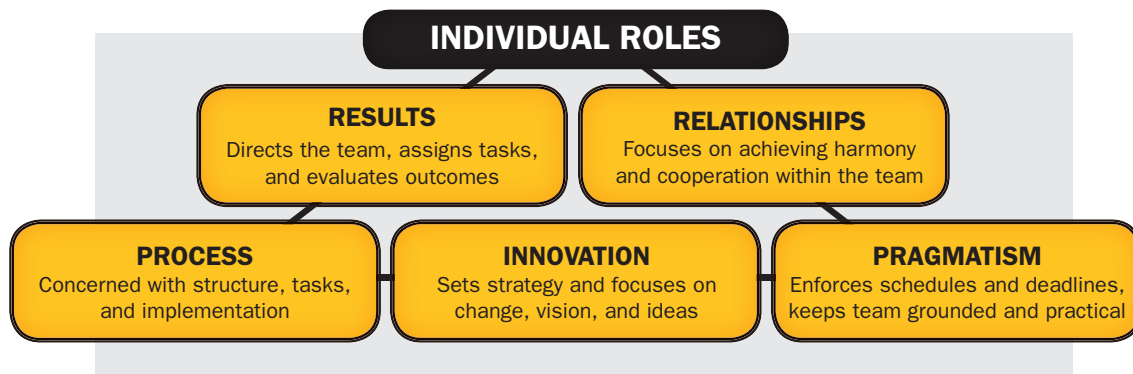 INDIVIDUAL ROLES
RESULTS
Directs the team, assigns tasks,
and evaluates outcomes
RELATIONSHIPS
Focuses on achieving harmony
and cooperation within the team
PROCESS
Concerned with structure, tasks,
and implementation
INNOVATION
Sets strategy and focuses on
change, vision, and ideas
PRAGMATISM
Enforces schedules and deadlines,
keeps team grounded and practical